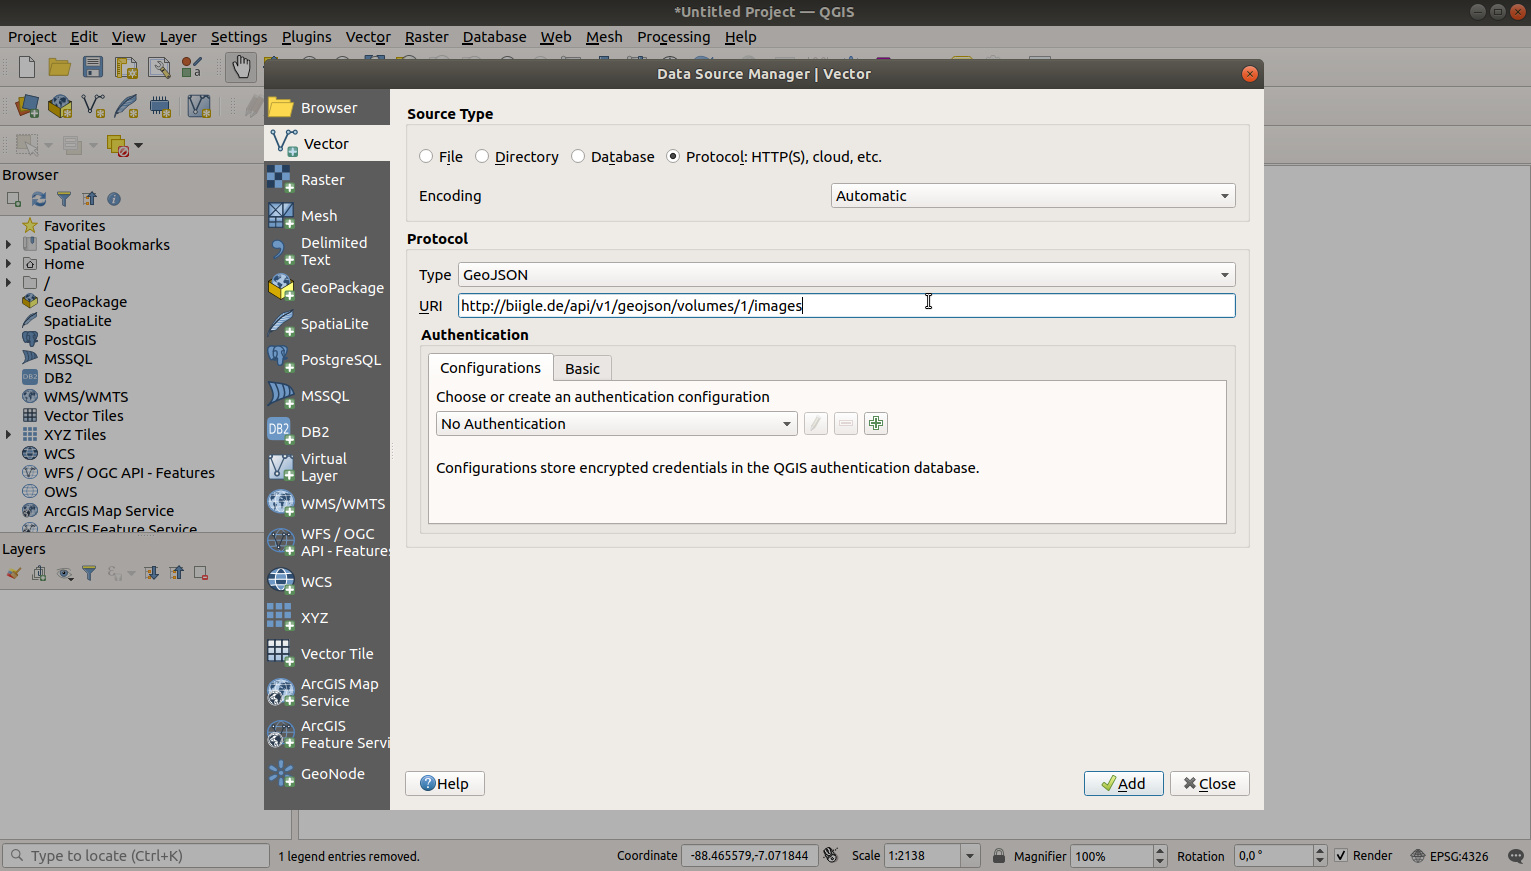 *Untitled Project — QGIS
Project Edit View Layer Settings Plugins Vector Raster Database Web Mesh Processing Help
Data Source Manager | Vector
Browser
Favorites
Spatial Bookmarks
Home
/
GeoPackage
SpatiaLite
PostGIS
MSSQL
DB2
WMS/WMTS
Vector Tiles
XYZ Tiles
WCS
WFS / OGC API - Features
OWS
ArcGIS Map Service
ArcGIS Feature Service
Layers
Browser
Vector
Raster
Mesh
Delimited
Text
GeoPackage
SpatiaLite
PostgreSQL
MSSQL
DB2
DB2
Virtual
Layer
WMS/WMTS
WFS / OGC
API - Features
WCS
XYZ
Vector Tile
ArcGIS Map
Service
ArcGIS
Feature Servi
GeoNode
Source Type
File Directory Database Protocol: HTTP(S), cloud, etc.
Encoding Automatic
Protocol
Type GeoJSON
URI http://biigle.de/api/v1/geojson/volumes/1/images
Authentication
Configurations Basic
Choose or create an authentication configuration
No Authentication
Configurations store encrypted credentials in the QGIS authentication database.
Help Add Close
Type to locate (Ctrl+K) 1 legend entries removed. Coordinate -88.465579,-7.071844 Scale 1:2138 Magnifier 100% Rotation 0,0 ° Render EPSG:4326